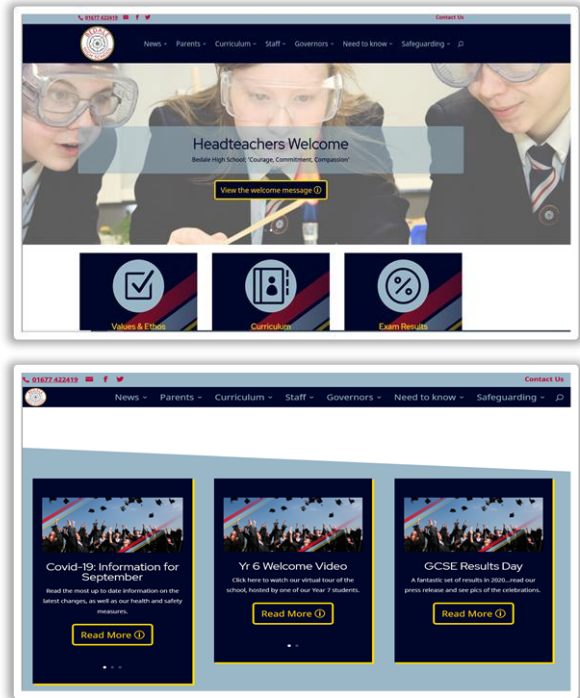 01677 422419
Contact Us
BEDALE
HIGH SCHOOL
News
Parents
Curriculum
Staff
Governors
Need to know
Safeguarding
Headteachers Welcome
Bedale High School; 'Courage, Commitment, Compassion'
View the welcome message
Values & Ethos
Curriculum
Exam Results
01677 422419
Contact Us
News
Parents
Curriculum
Staff
Governors
Need to know
Safeguarding
Covid-19: Information for
September
Read the most up to date information on the
latest changes, as well as our health and safety
measures.
Read More
Yr 6 Welcome Video
Click here to watch our virtual tour of the
school, hosted by one of our Year 7 students.
Read More
GCSE Results Day
A fantastic set of results in 2020...read our
press release and see pics of the celebrations.
Read More